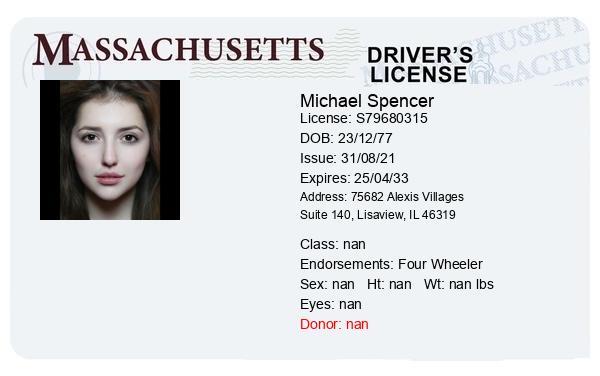 MASSACHUSETTS
DRIVER'S
LICENSE
Michael Spencer
License: S79680315
DOB: 23/12/77
Issue: 31/08/21
Expires: 25/04/33
Address: 75682 Alexis Villages
Suite 140, Lisaview, IL 46319
Class: nan
Endorsements: Four Wheeler
Sex: nan Ht: nan Wt: nan lbs
Eyes: nan
Donor: nan